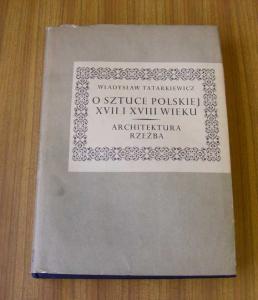 WŁADYSŁAW TATARKIEWICZ
O SZTUCE POLSKIEJ
XVII I XVIII WIEKU
ARCHITEKTURA
RZEŹBA